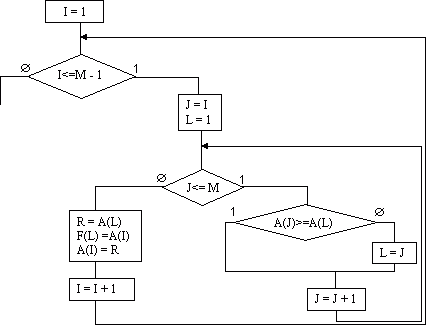 I = 1
∅
I<=M - 1
1
J = I
L = 1
∅
J<= M
1
R = A(L)
F(L) =A(I)
A(I) = R
1
A(J)>=A(L)
∅
L = J
I = I + 1
J = J + 1